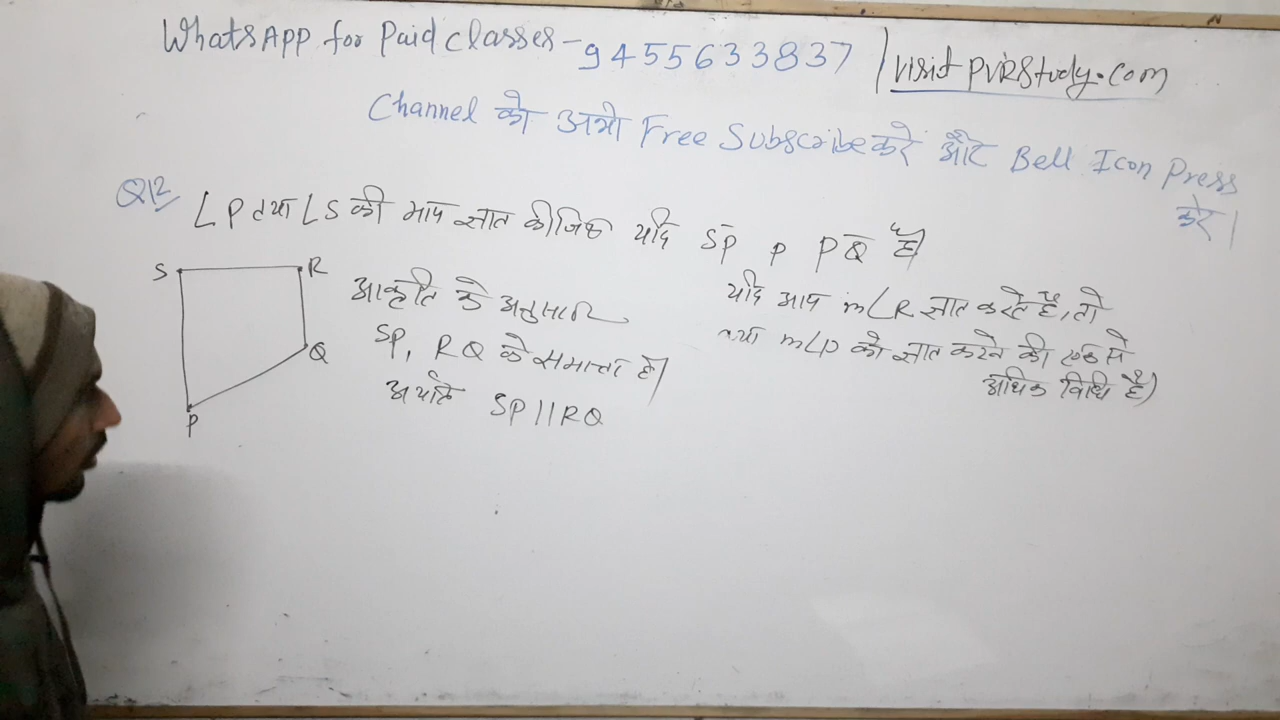 WhatsApp for Paid classes - 9455633837 / visit PVRStudy.com
Channel को अभी Free Subscribe करे और Bell Icon Press करे |
Q12 ∠P तथा ∠S की माप ज्ञात कीजिए यदि SP P PQ है|
S R Q P
आकृति के अनुसार
SP, RQ के समान्तर है|
अर्थात SP || RQ
यदि आप m∠R ज्ञात करते है, तो
क्या m∠P को ज्ञात करने की एक से
अधिक विधि है)